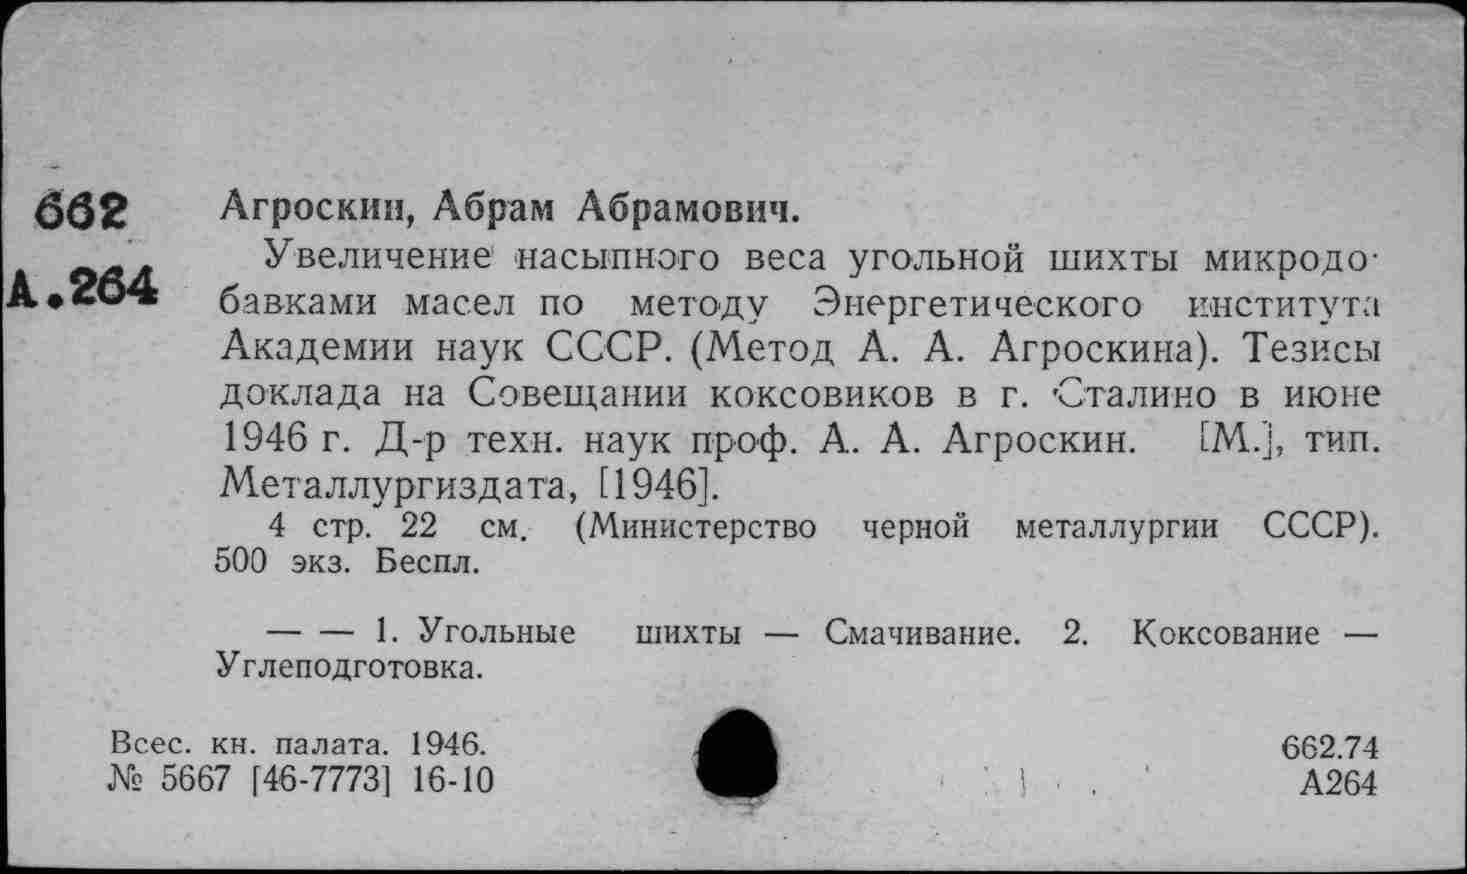 662
А.264
Агроскин, Абрам Абрамович.
Увеличение насыпного веса угольной шихты микродо-
бавками масел по методу Энергетического института
Академии наук СССР. (Метод А. А. Агроскина). Тезисы
доклада на Совещании коксовиков в г. Сталино в июне
1946 г. Д-р техн. наук проф. А. А. Агроскин. [М.], тип.
Металлургиздата, [1946].
4 стр. 22 см. (Министерство черной металлургии СССР).
500 экз. Беспл.
— — 1. Угольные шихты — Смачивание. 2. Коксование —
Углеподготовка.
Всес. кн. палата. 1946.
№ 5667 [46-7773] 16-10
662.74
А264